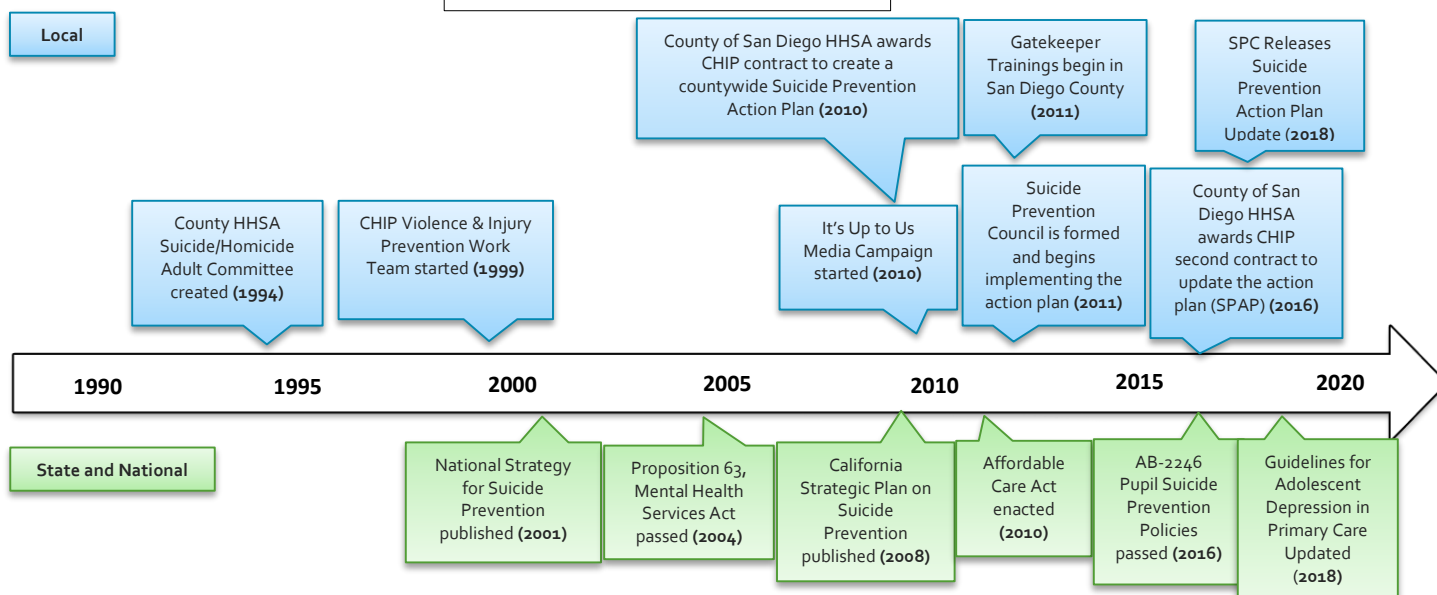 Local
County of San Diego HHSA awards
CHIP contract to create a
countywide Suicide Prevention
Action Plan (2010)
Gatekeeper
Trainings begin in
San Diego County
(2011)
SPC Releases
Suicide
Prevention
Action Plan
Update (2018)
County HHSA
Suicide/Homicide
Adult Committee
created (1994)
CHIP Violence & Injury
Prevention Work
Team started (1999)
It's Up to Us
Media Campaign
started (2010)
Suicide
Prevention
Council is formed
and begins
implementing the
action plan (2011)
County of San
Diego HHSA
awards CHIP
second contract to
update the action
plan (SPAP) (2016)
1990 1995 2000 2005 2010 2015 2020
State and National
National Strategy
for Suicide
Prevention
published (2001)
Proposition 63,
Mental Health
Services Act
passed (2004)
California
Strategic Plan on
Suicide
Prevention
published (2008)
Affordable
Care Act
enacted
(2010)
AB-2246
Pupil Suicide
Prevention
Policies
passed (2016)
Guidelines for
Adolescent
Depression in
Primary Care
Updated
(2018)